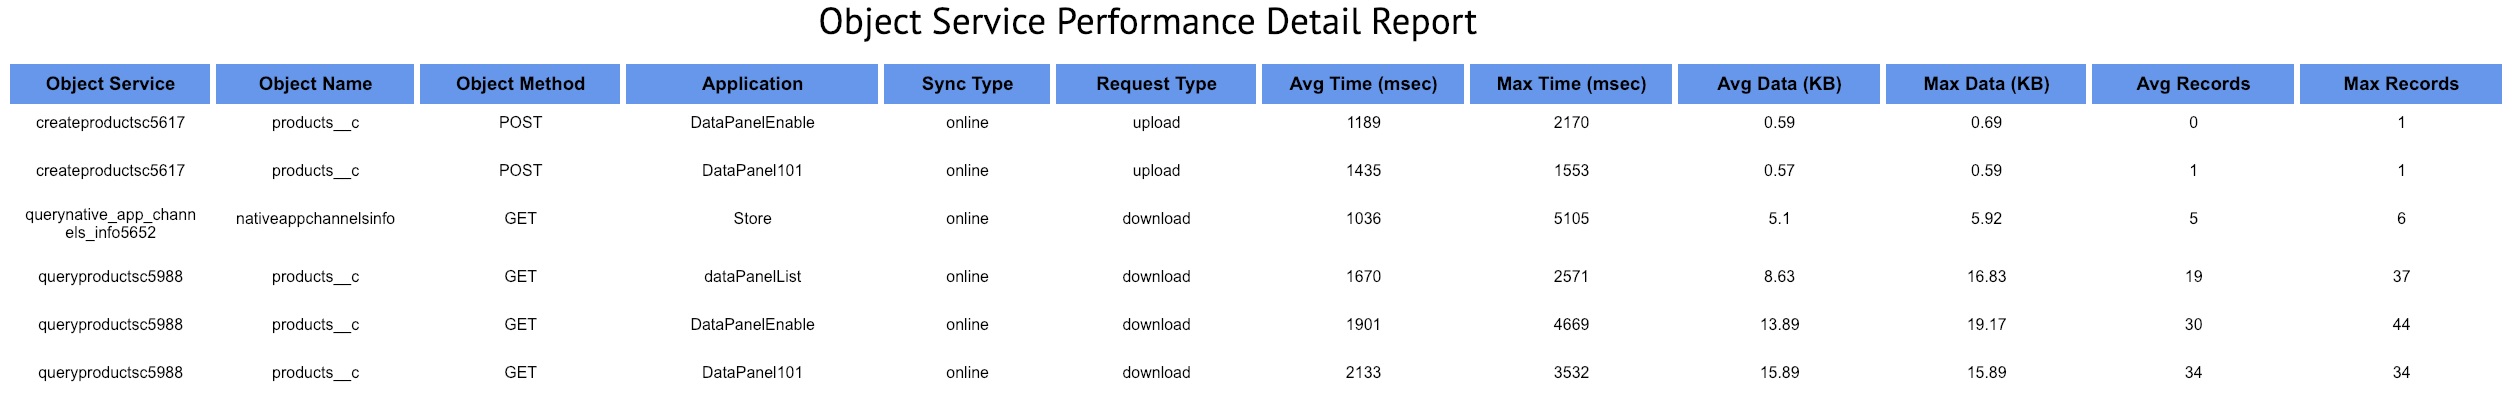 Object Service Performance Detail Report
Object Service Object Name Object Method Application Sync Type Request Type Avg Time (msec) Max Time (msec) Avg Data (KB) Max Data (KB) Avg Records Max Records
createproductsc5617 products__c POST DataPanelEnable online upload 1189 2170 0.59 0.69 0 1
createproductsc5617 products__c POST DataPanel101 online upload 1435 1553 0.57 0.59 1 1
querynative_app_chann nativeappchannelsinfo GET Store online download 1036 5105 5.1 5.92 5 6
els_info5652
queryproductsc5988 products__c GET dataPanelList online download 1670 2571 8.63 16.83 19 37
queryproductsc5988 products__c GET DataPanelEnable online download 1901 4669 13.89 19.17 30 44
queryproductsc5988 products__c GET DataPanel101 online download 2133 3532 15.89 15.89 34 34